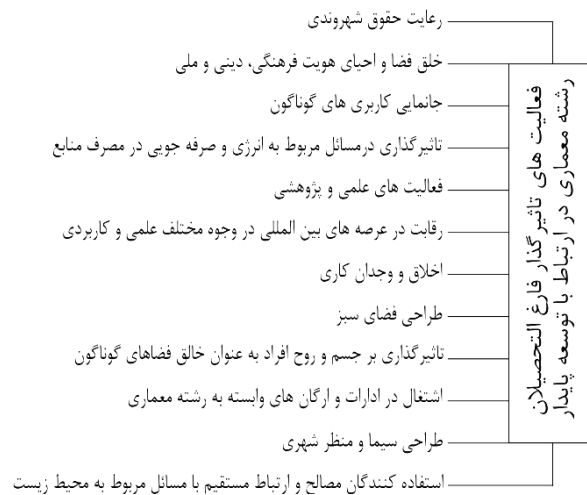 فعالیت های تاثیر گذار فارغ التحصیلان
رشته معماری در ارتباط با توسعه پایدار
رعایت حقوق شهروندی
خلق فضا و احیای هویت فرهنگی، دینی و ملی
جانمایی کاربری های گوناگون
تاثیرگذاری درمسائل مربوط به انرژی و صرفه جویی در مصرف منابع
فعالیت های علمی و پژوهشی
رقابت در عرصه های بین المللی در وجوه مختلف علمی و کاربردی
اخلاق و وجدان کاری
طراحی فضای سبز
تاثیرگذاری بر جسم و روح افراد به عنوان خالق فضاهای گوناگون
اشتغال در ادارات و ارگان های وابسته به رشته معماری
طراحی سیما و منظر شهری
استفاده کنندگان مصالح و ارتباط مستقیم با مسائل مربوط به محیط زیست